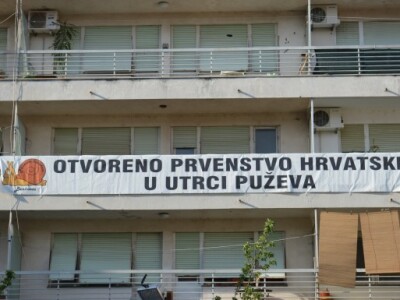 OTVORENO PRVENSTVO HRVATSKE
U UTRCI PUŽEVA